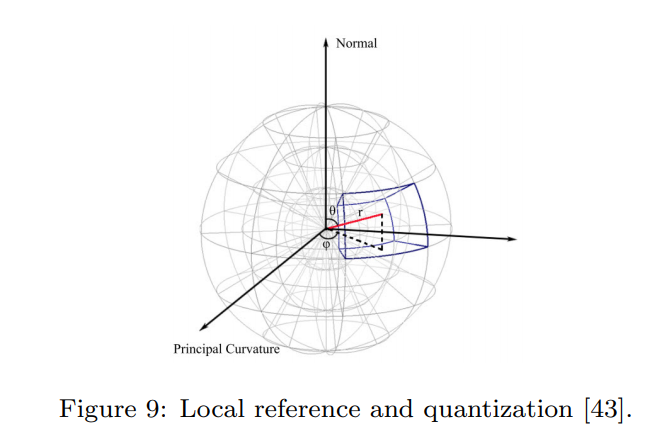 Normal
θ
r
φ
Principal Curvature
Figure 9: Local reference and quantization [43].